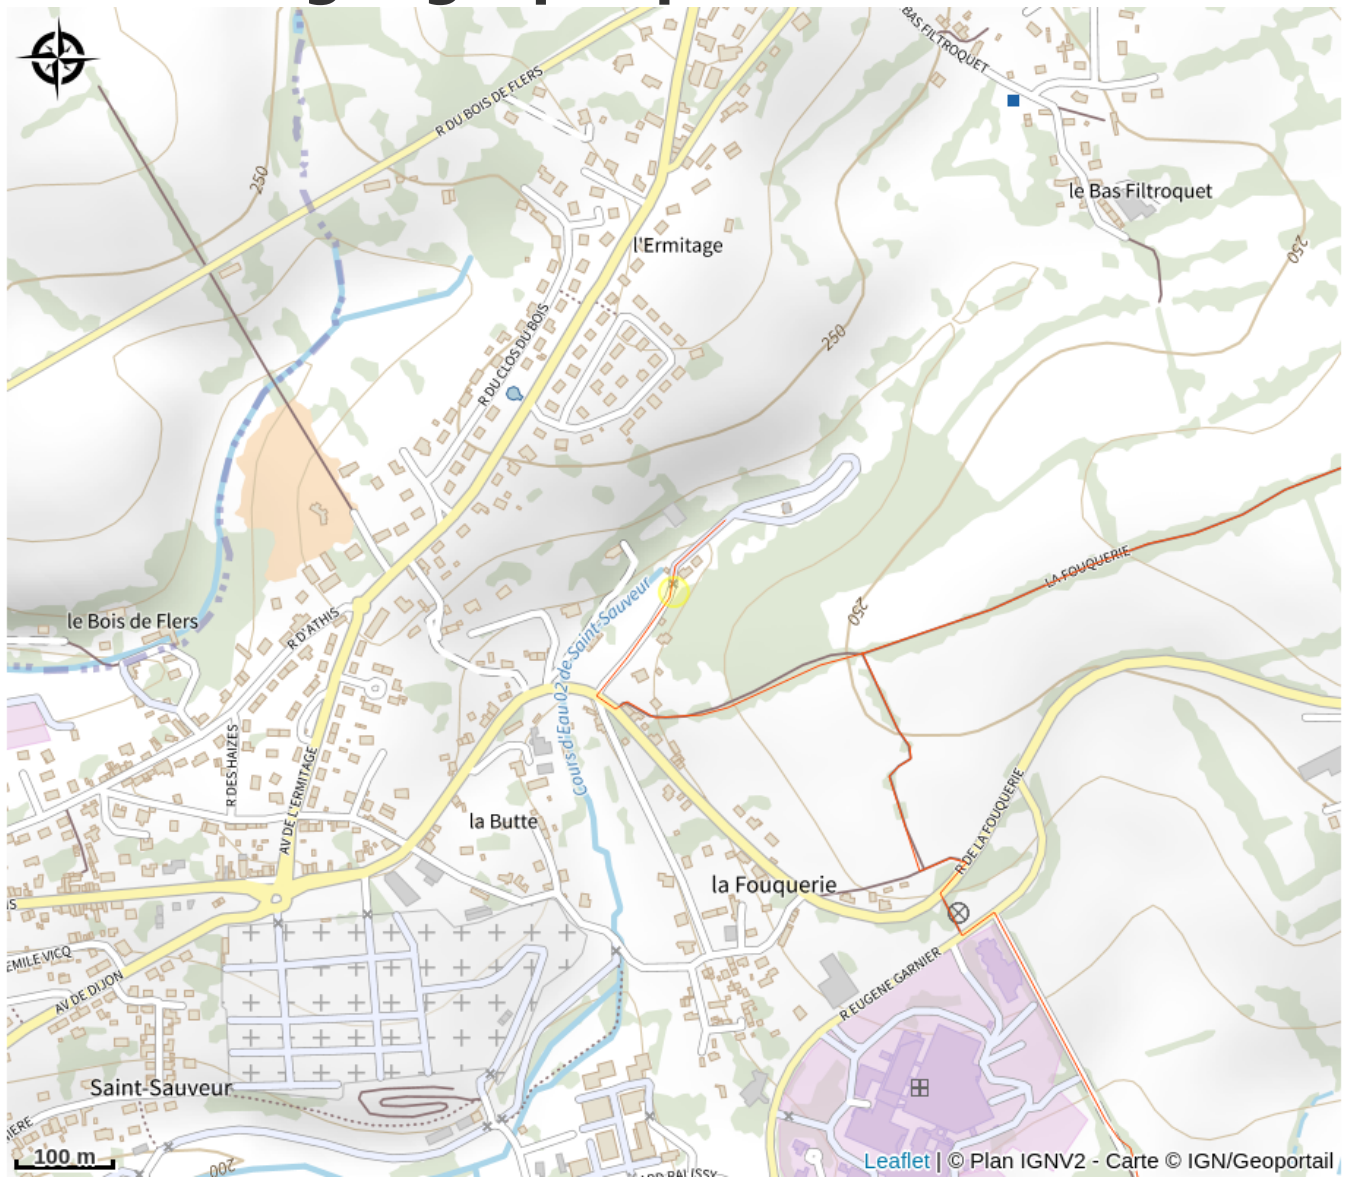 BAS FILTROQUET
R DU BOIS DE FLERS
250
le Bas Filtroquet
l'Ermitage
250
R DU CLOS DU BOIS
250
LA FOUQUERIE
250
Cours d'Eau 02 de Saint-Sauveur
le Bois de Flers
R D'ATHIS
R DES HAIZES
AV DE L'ERMITAGE
la Butte
R DE LA FOUQUERIE
la Fouquerie
IS
EMILE VICQ
AV DE DIJON
R EUGENE GARNIER
Saint-Sauveur
IERE
200
100 m
Leaflet | © Plan IGNV2 - Carte © IGN/Geoportail